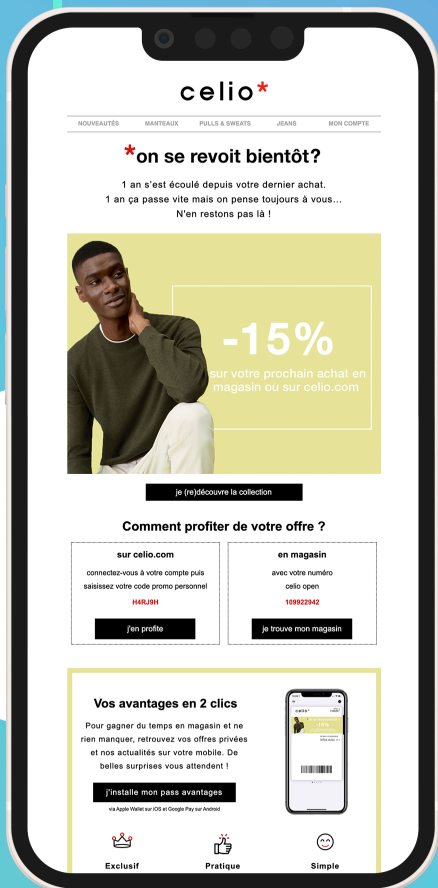 celio*
NOUVEAUTÉS MANTEAUX PULLS & SWEATS JEANS MON COMPTE
*on se revoit bientôt?
1 an s'est écoulé depuis votre dernier achat.
1 an ça passe vite mais on pense toujours à vous...
N'en restons pas là !
-15%
sur votre prochain achat en
magasin ou sur celio.com
je (re)découvre la collection
Comment profiter de votre offre ?
sur celio.com
connectez-vous à votre compte puis
saisissez votre code promo personnel
H4RJ9H
j'en profite
en magasin
avec votre numéro
celio open
109922942
je trouve mon magasin
Vos avantages en 2 clics
Pour gagner du temps en magasin et ne
rien manquer, retrouvez vos offres privées
et nos actualités sur votre mobile. De
belles surprises vous attendent !
j'installe mon pass avantages
via Apple Wallet sur iOS et Google Pay sur Android
celio*
-15%
Exclusif Pratique Simple